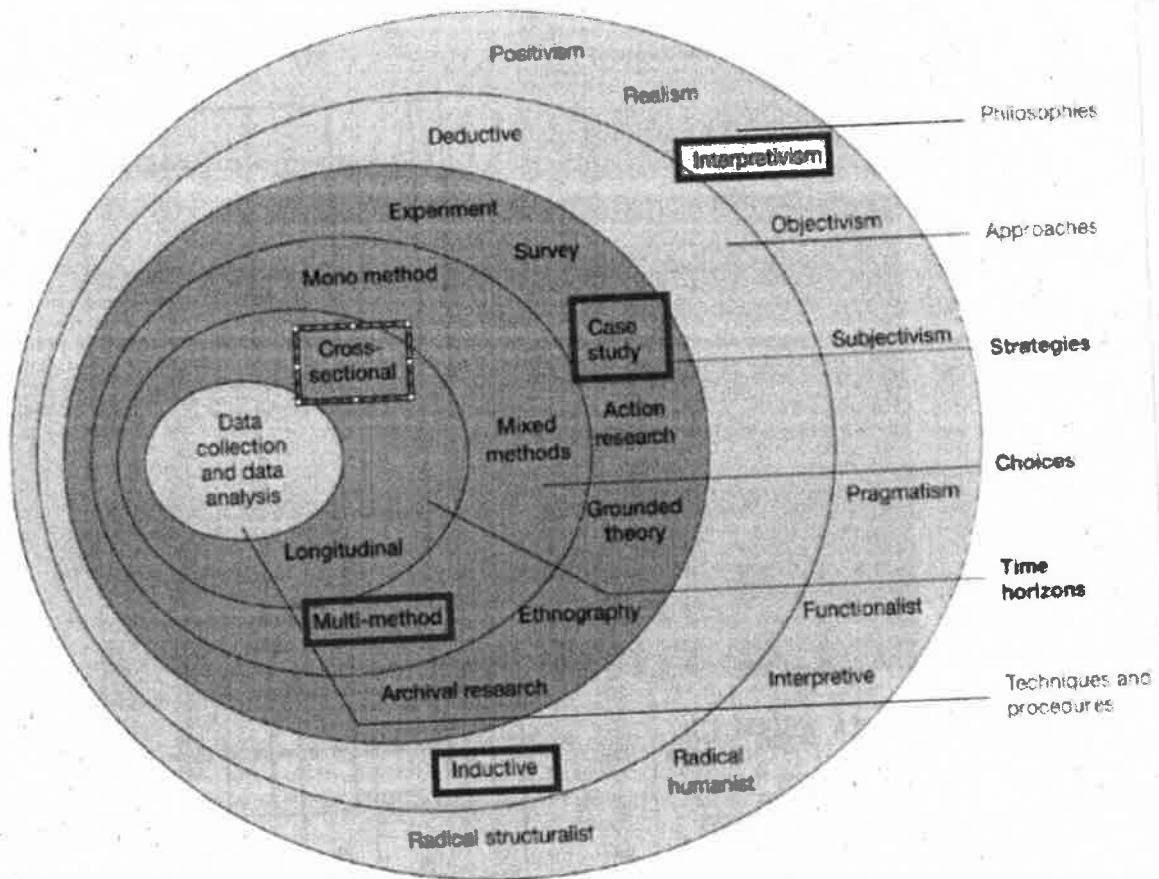 Positivism
Realism
Philosophies
Deductive
Interpretivism
Experiment
Objectivism
Approaches
Survey
Mono method
Case
study
Cross-
sectional
Subjectivism
Strategies
Data
collection
and data
analysis
Mixed
methods
Action
research
Choices
Pragmatism
Grounded
theory
Longitudinal
Time
horizons
Multi-method
Ethnography
Functionalist
Archival research
Interpretive
Techniques and
procedures
Inductive
Radical
humanist
Radical structuralist